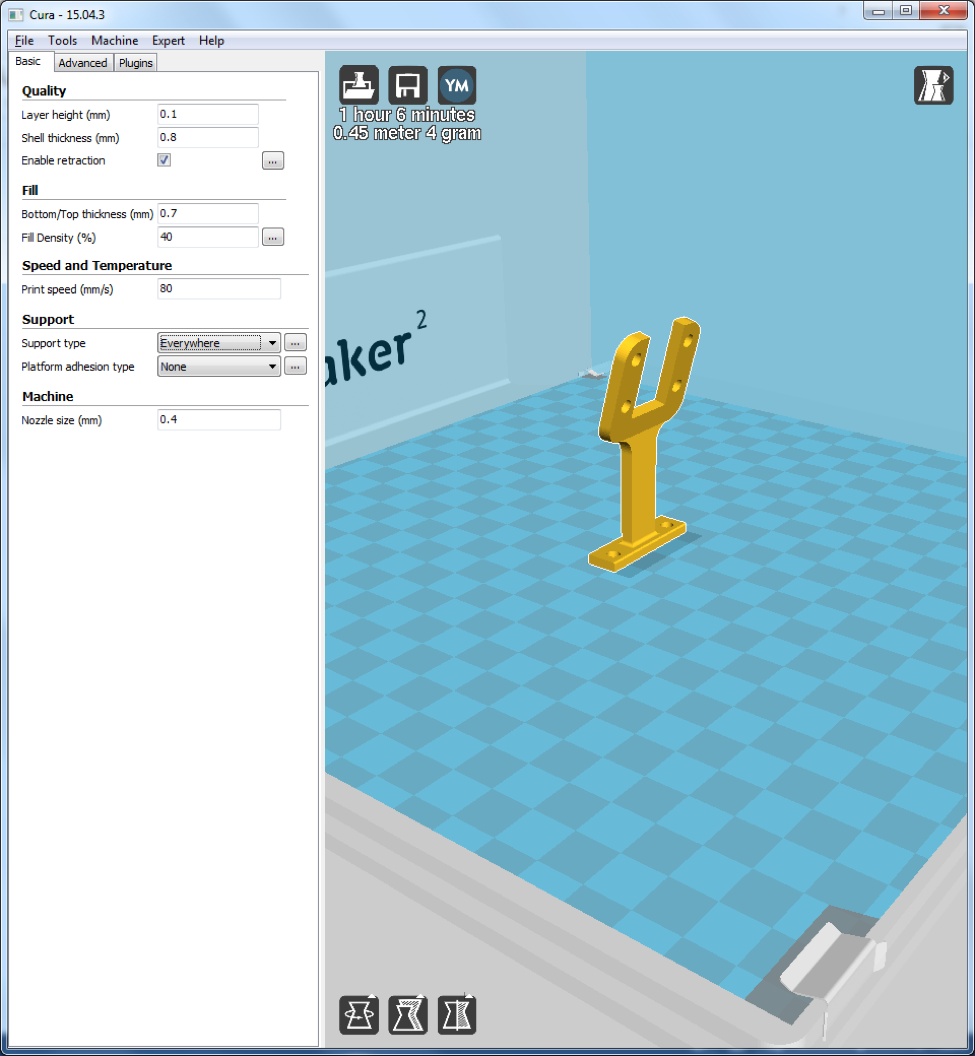 Cura - 15.04.3
File Tools Machine Expert Help
Basic Advanced Plugins
Quality
Layer height (mm) 0.1
Shell thickness (mm) 0.8
Enable retraction ...
Fill
Bottom/Top thickness (mm) 0.7
Fill Density (%) 40 ...
Speed and Temperature
Print speed (mm/s) 80
Support
Support type Everywhere ...
Platform adhesion type None ...
Machine
Nozzle size (mm) 0.4
YM
1 hour 6 minutes
0.45 meter 4 gram
aker²